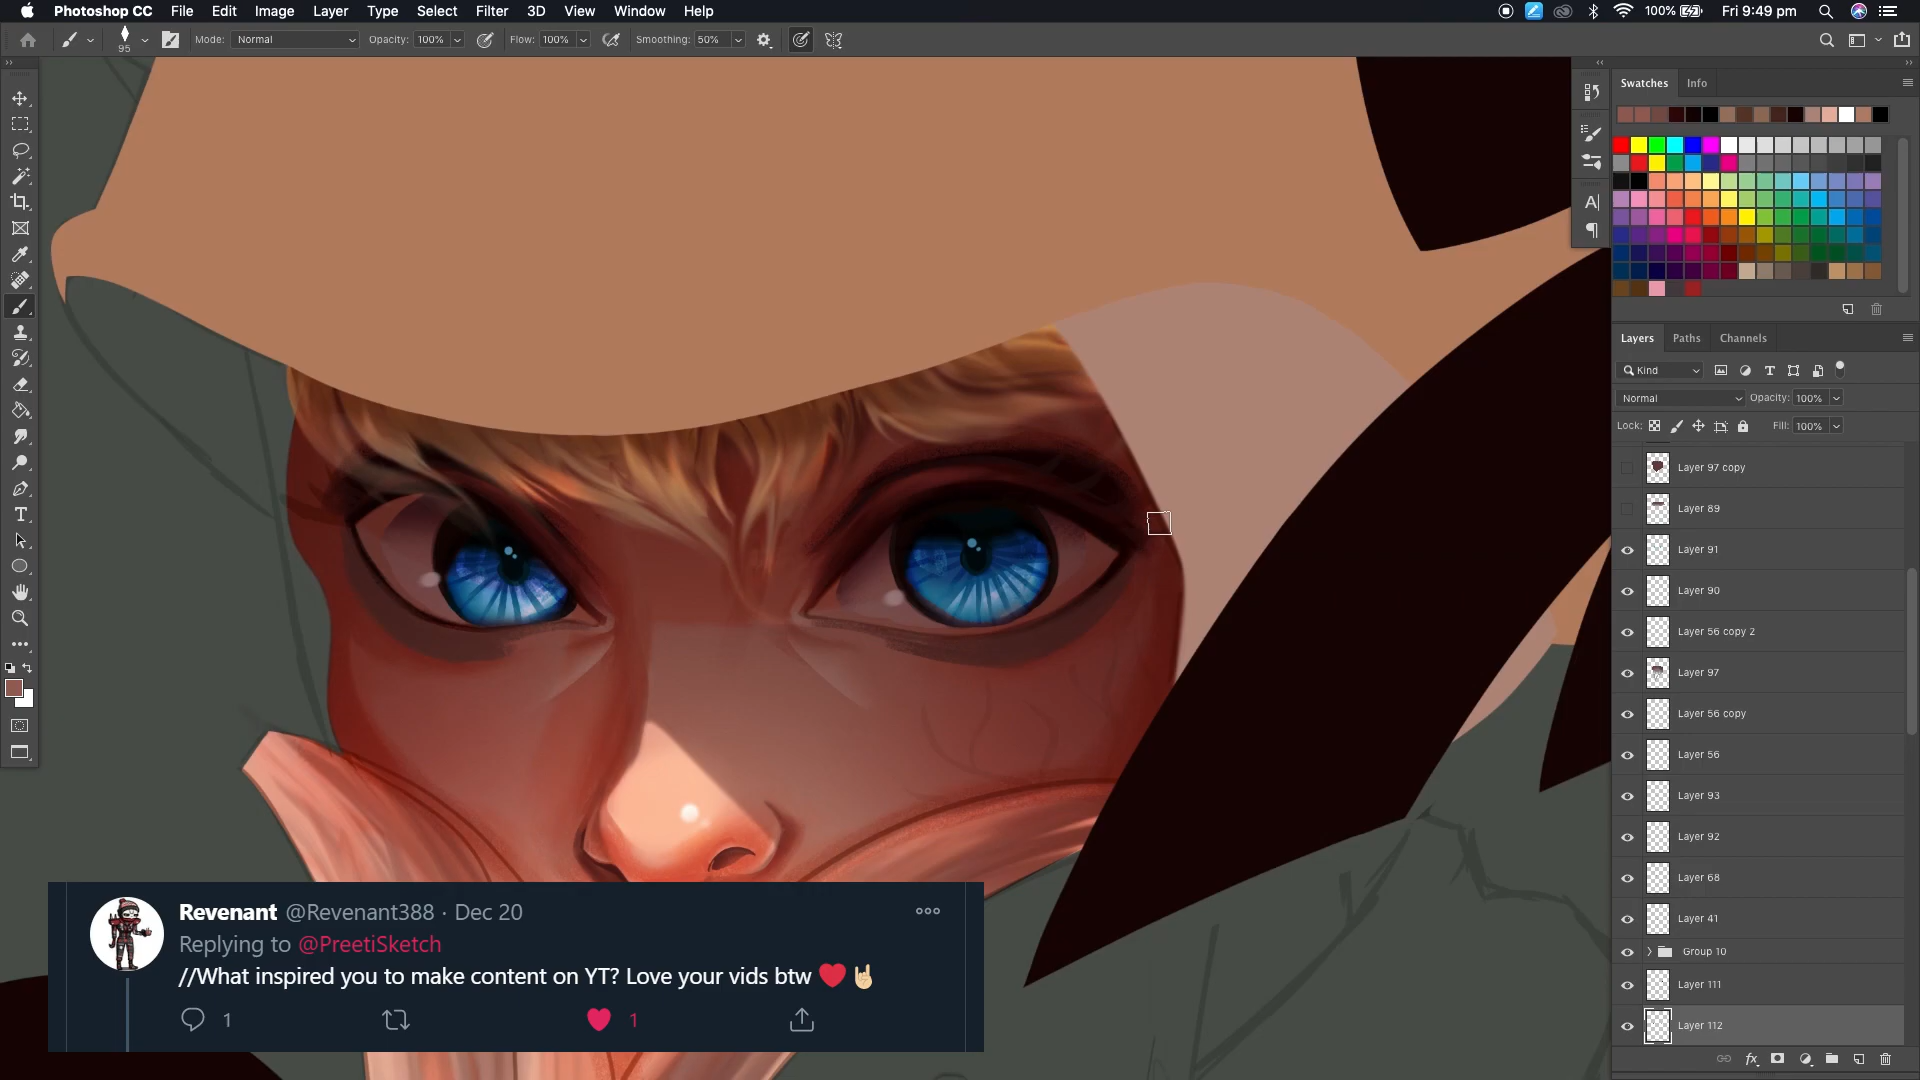 Photoshop CC File Edit Image Layer Type Select Filter 3D View Window Help 100% Fri 9:49 pm
95 Mode: Normal Opacity: 100% Flow: 100% Smoothing: 50%
Swatches Info
Layers Paths Channels
Kind
Normal Opacity: 100%
Lock: Fill: 100%
Layer 97 copy
Layer 89
Layer 91
Layer 90
Layer 56 copy 2
Layer 97
Layer 56 copy
Layer 56
Layer 93
Layer 92
Layer 68
Layer 41
Group 10
Layer 111
Layer 112
Revenant @Revenant388 · Dec 20
Replying to @PreetiSketch
//What inspired you to make content on YT? Love your vids btw ❤️🤘🏼
1 1